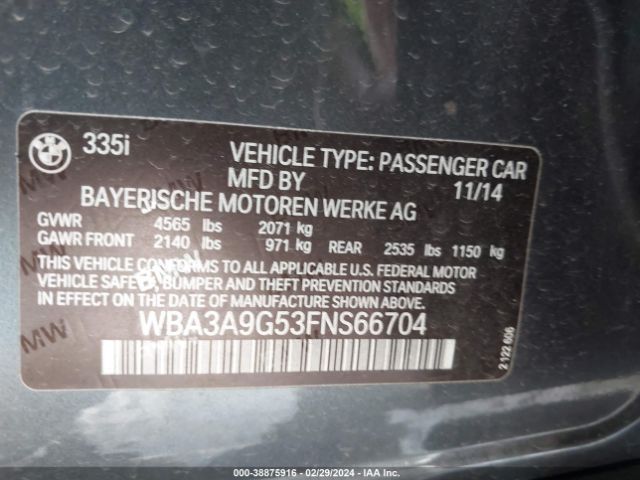 335i
VEHICLE TYPE: PASSENGER CAR
MFD BY 11/14
BAYERISCHE MOTOREN WERKE AG
GVWR 4565 lbs 2071 kg
GAWR FRONT 2140 lbs 971 kg REAR 2535 lbs 1150 kg
THIS VEHICLE CONFORMS TO ALL APPLICABLE U.S. FEDERAL MOTOR
VEHICLE SAFETY, BUMPER AND THEFT PREVENTION STANDARDS
IN EFFECT ON THE DATE OF MANUFACTURE SHOWN ABOVE.
WBA3A9G53FNS66704
2 122 606
000-38875916 - 02/29/2024 - IAA Inc.